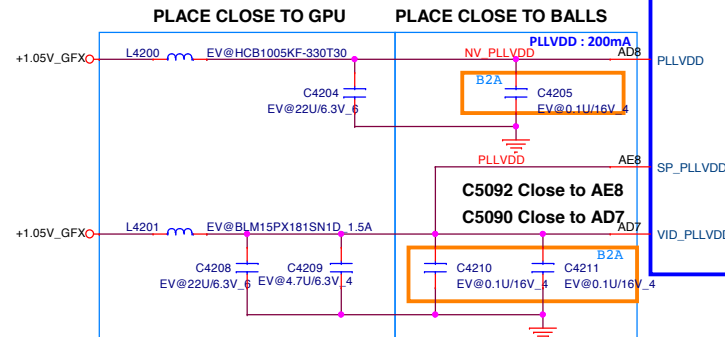 PLACE CLOSE TO GPU
PLACE CLOSE TO BALLS
PLLVDD : 200mA
+1.05V_GFX
L4200
EV@HCB1005KF-330T30
NV_PLLVDD
AD8
PLLVDD
B2A
C4204
EV@22U/6.3V_6
C4205
EV@0.1U/16V_4
PLLVDD
AE8
SP_PLLVDD
C5092 Close to AE8
C5090 Close to AD7
+1.05V_GFX
L4201
EV@BLM15PX181SN1D_1.5A
AD7
VID_PLLVDD
B2A
C4208
EV@22U/6.3V_6
C4209
EV@4.7U/6.3V_4
C4210
EV@0.1U/16V_4
C4211
EV@0.1U/16V_4